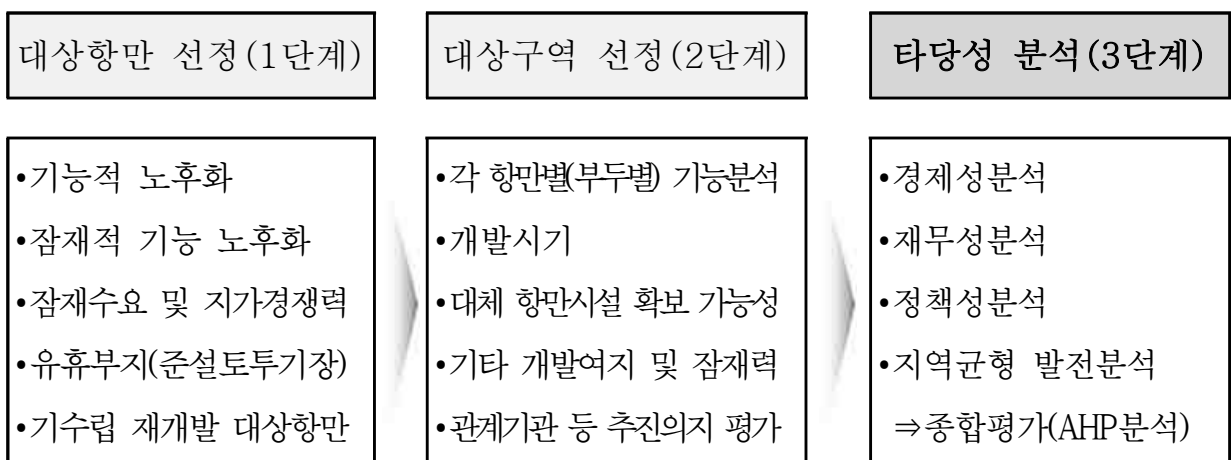 대상항만 선정(1단계)
•기능적 노후화
•잠재적 기능 노후화
•잠재수요 및 지가경쟁력
•유휴부지(준설토투기장)
•기수립 재개발 대상항만
대상구역 선정(2단계)
•각 항만별(부두별) 기능분석
•개발시기
•대체 항만시설 확보 가능성
•기타 개발여지 및 잠재력
•관계기관 등 추진의지 평가
타당성 분석(3단계)
•경제성분석
•재무성분석
•정책성분석
•지역균형 발전분석
⇒종합평가(AHP분석)